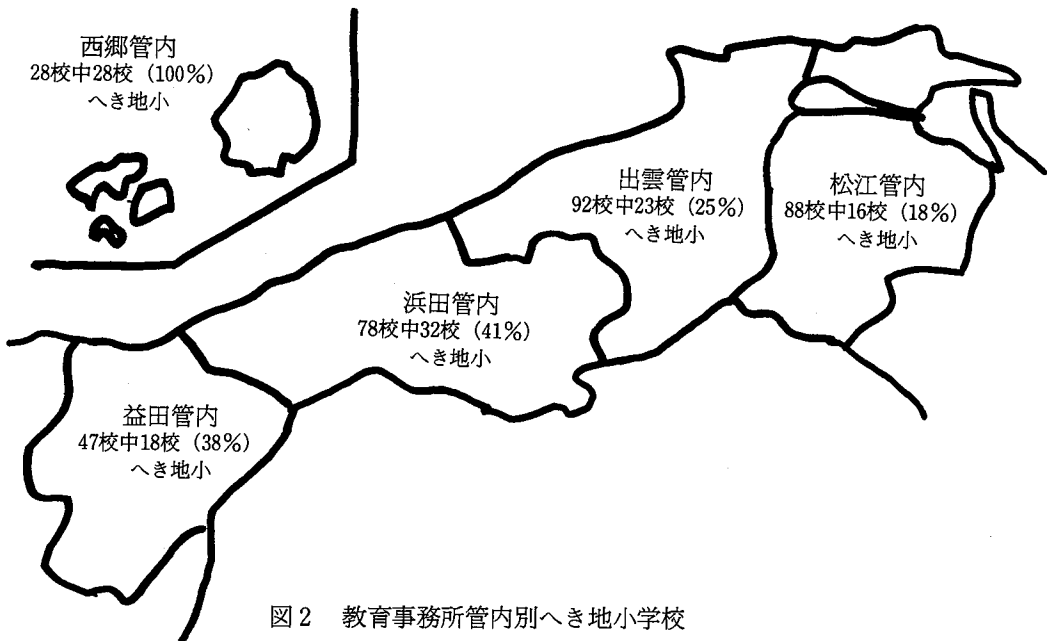 西郷管内
28校中28校 (100%)
へき地小
出雲管内
92校中23校 (25%)
へき地小
松江管内
88校中16校 (18%)
へき地小
浜田管内
78校中32校 (41%)
へき地小
益田管内
47校中18校 (38%)
へき地小
図2 教育事務所管内別へき地小学校